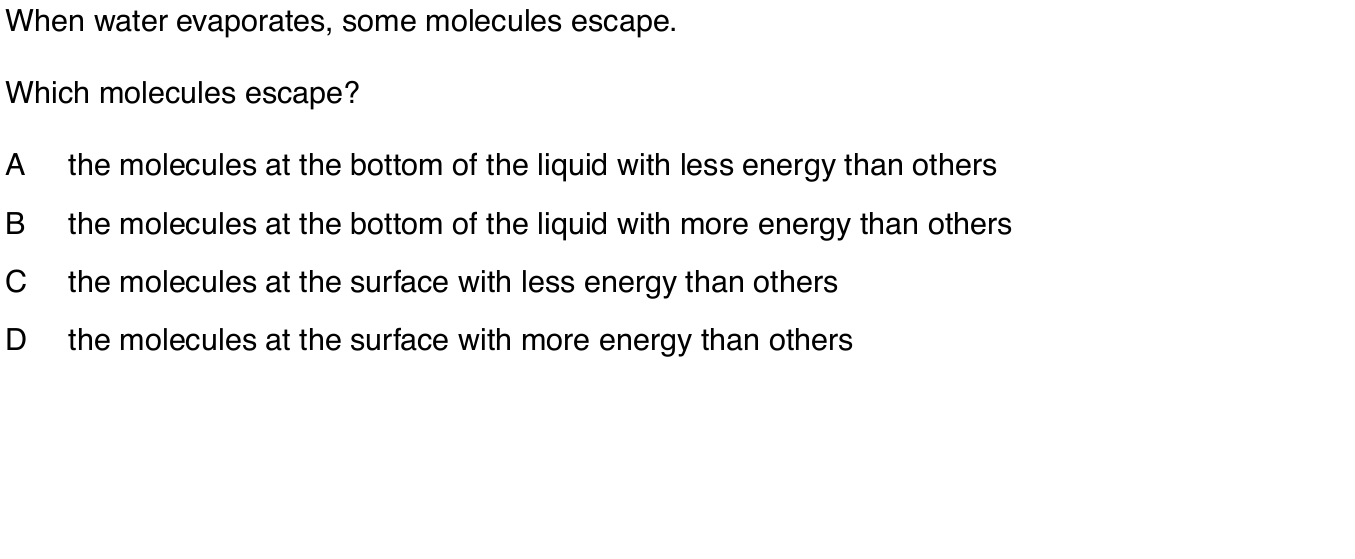 When water evaporates, some molecules escape.
Which molecules escape?
A the molecules at the bottom of the liquid with less energy than others
B the molecules at the bottom of the liquid with more energy than others
C the molecules at the surface with less energy than others
D the molecules at the surface with more energy than others